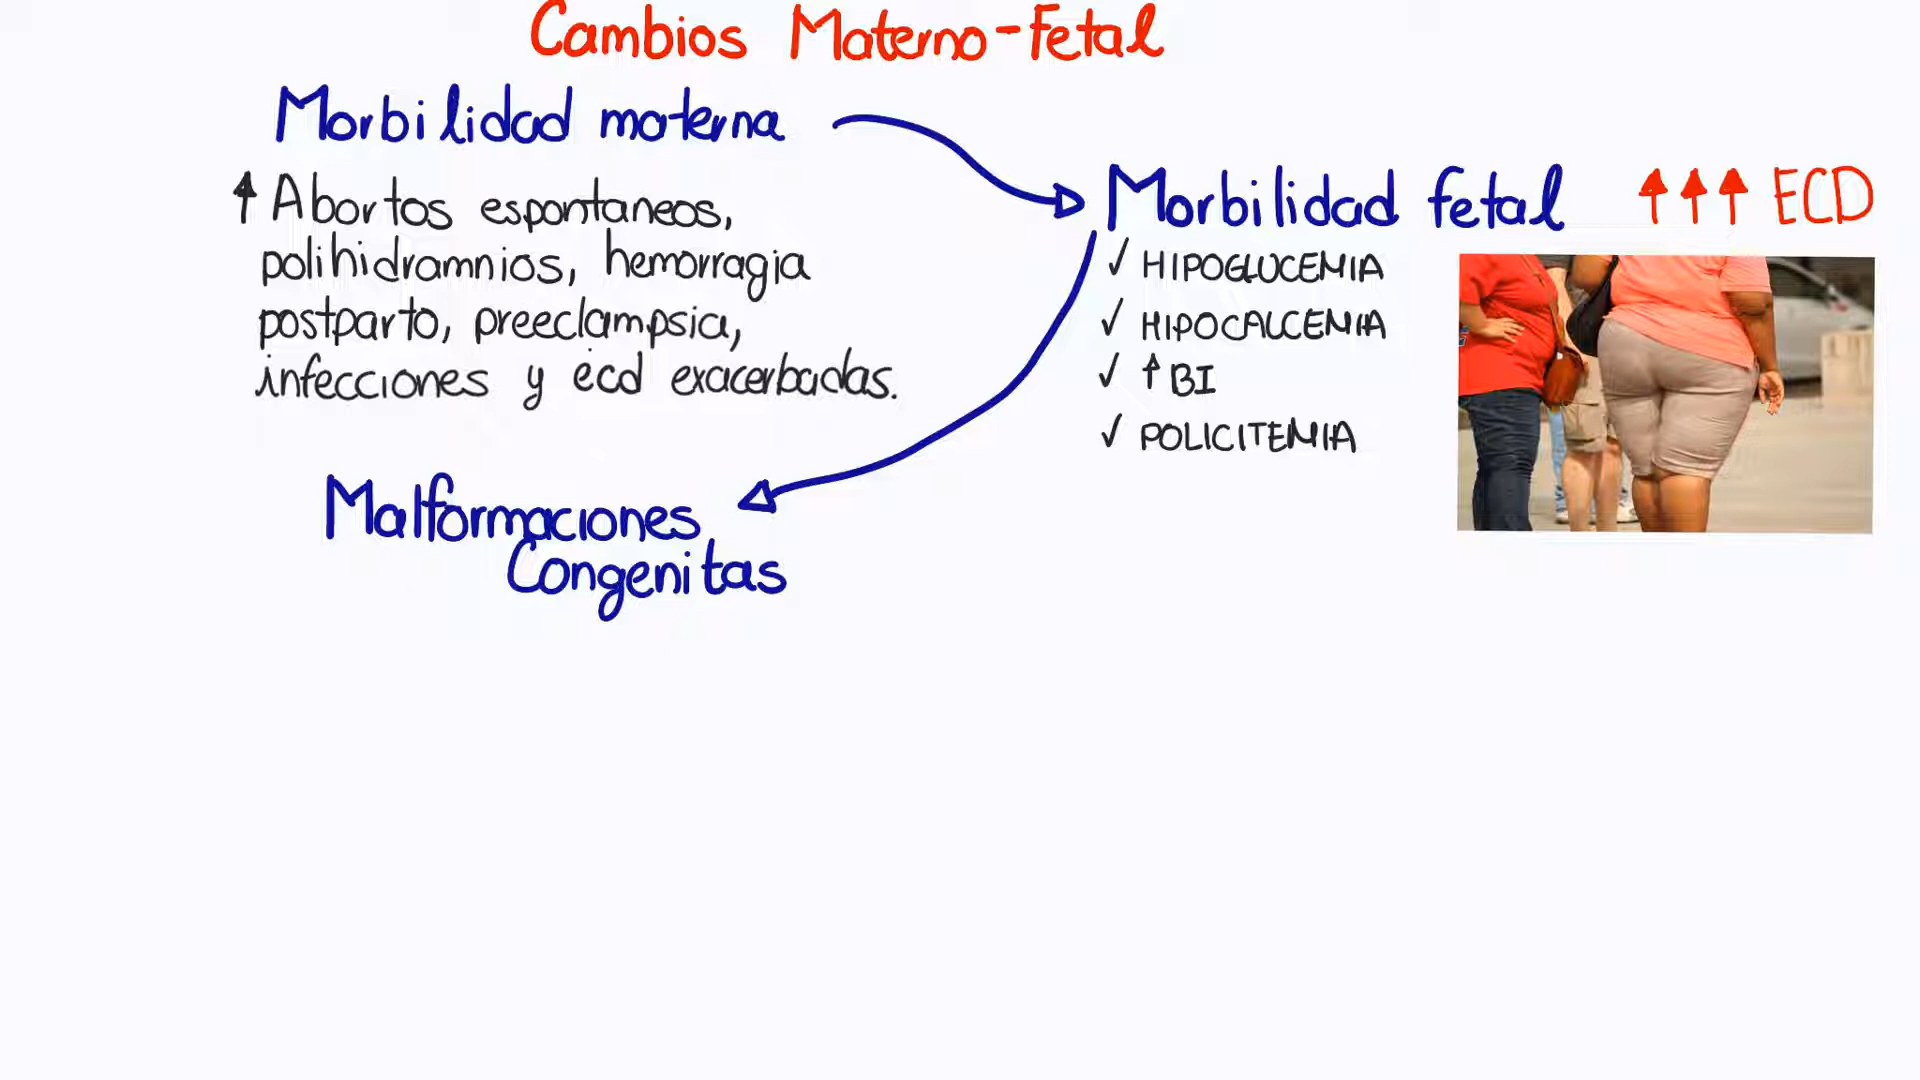 Cambios Materno-Fetal
Morbilidad materna
↑ Abortos espontaneos,
polihidramnios, hemorragia
postparto, preeclampsia,
infecciones y ecd exacerbadas.
Morbilidad fetal ↑↑↑ ECD
✓ HIPOGLUCEMIA
✓ HIPOCALCEMIA
✓ ↑ BI
✓ POLICITEMIA
Malformaciones
Congenitas